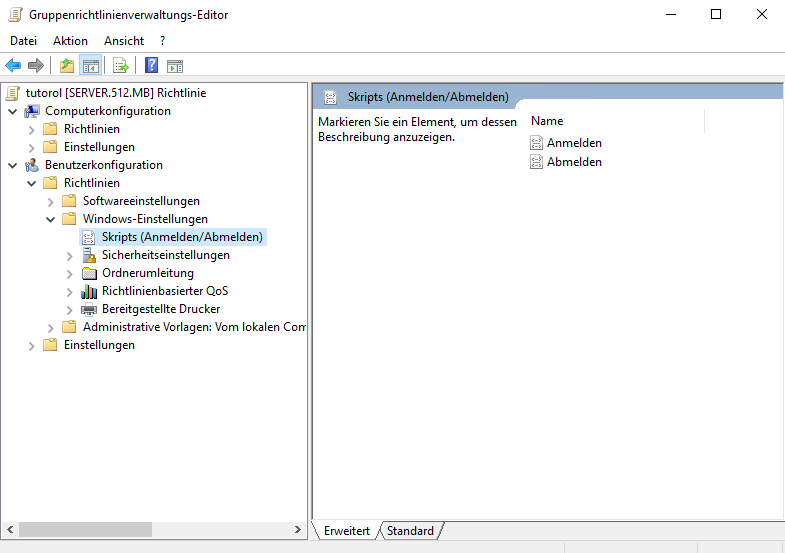 Gruppenrichtlinienverwaltungs-Editor
Datei Aktion Ansicht ?
tutorol [SERVER.512.MB] Richtlinie
Computerkonfiguration
Richtlinien
Einstellungen
Benutzerkonfiguration
Richtlinien
Softwareeinstellungen
Windows-Einstellungen
Skripts (Anmelden/Abmelden)
Sicherheitseinstellungen
Ordnerumleitung
Richtlinienbasierter QoS
Bereitgestellte Drucker
Administrative Vorlagen: Vom lokalen Com
Einstellungen
Skripts (Anmelden/Abmelden)
Markieren Sie ein Element, um dessen
Beschreibung anzuzeigen.
Name
Anmelden
Abmelden
Erweitert Standard